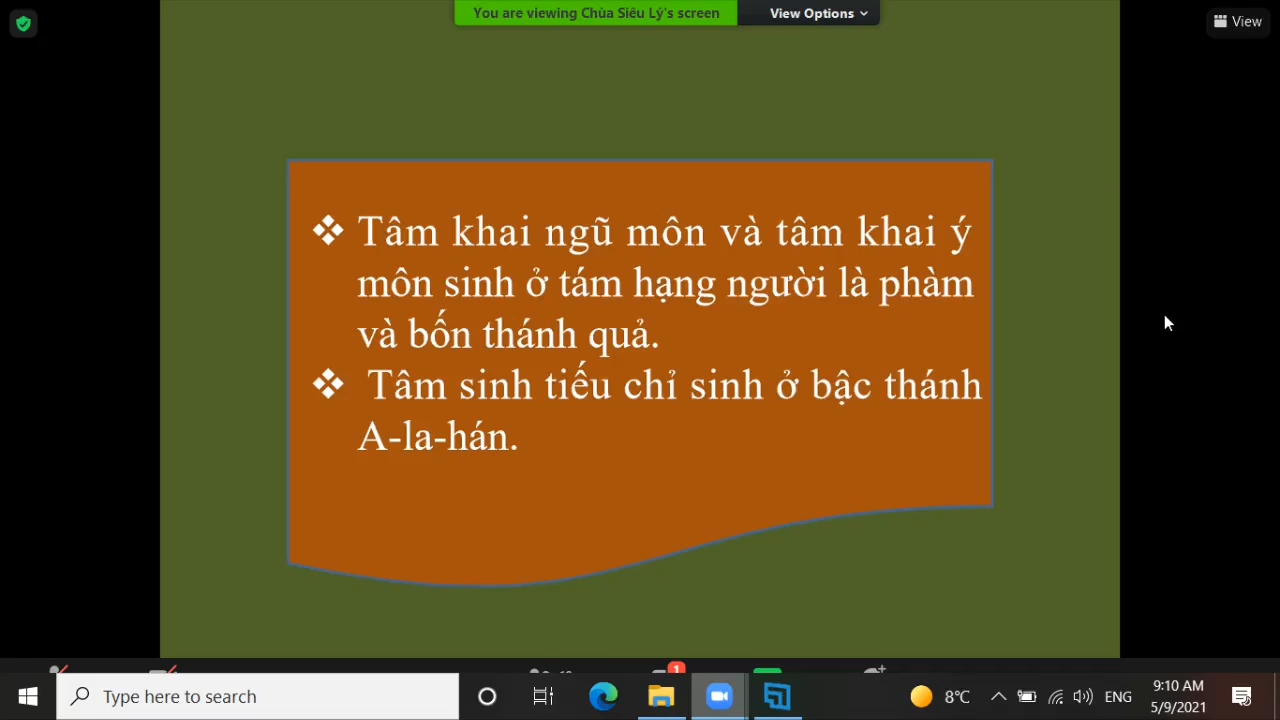 You are viewing Chùa Siêu Lý's screen
View Options
View
Tâm khai ngũ môn và tâm khai ý
môn sinh ở tám hạng người là phàm
và bốn thánh quả.
Tâm sinh tiếu chỉ sinh ở bậc thánh
A-la-hán.
1
Type here to search
8°C
ENG
9:10 AM
5/9/2021